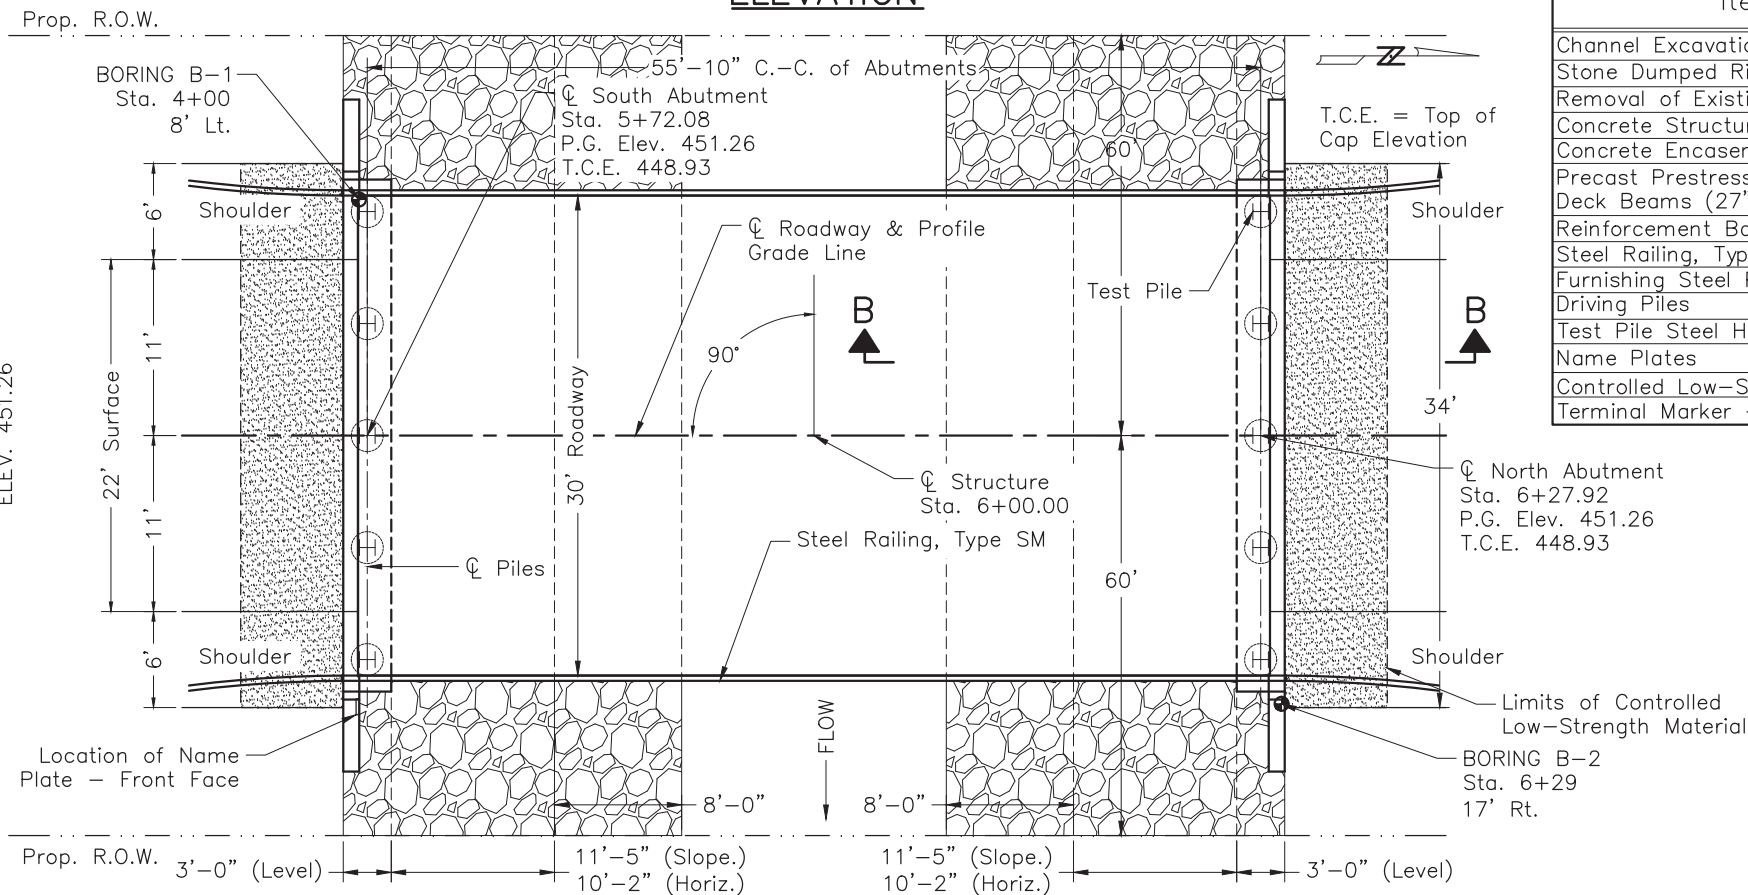 ELEVATION
Prop. R.O.W.
BORING B-1
Sta. 4+00
8' Lt.
55'-10" C.-C. of Abutments
℄ South Abutment
Sta. 5+72.08
P.G. Elev. 451.26
T.C.E. 448.93
60'
Z
T.C.E. = Top of
Cap Elevation
6'
Shoulder
Shoulder
℄ Roadway & Profile
Grade Line
Test Pile
B
B
90°
11'
22' Surface
30' Roadway
34'
ELEV. 451.26
℄ Structure
Sta. 6+00.00
℄ North Abutment
Sta. 6+27.92
P.G. Elev. 451.26
T.C.E. 448.93
11'
Steel Railing, Type SM
℄ Piles
60'
6'
Shoulder
Shoulder
Limits of Controlled
Low-Strength Material
FLOW
Location of Name
Plate - Front Face
BORING B-2
Sta. 6+29
17' Rt.
8'-0"
8'-0"
Prop. R.O.W.
3'-0" (Level)
11'-5" (Slope.)
10'-2" (Horiz.)
11'-5" (Slope.)
10'-2" (Horiz.)
3'-0" (Level)
Ite
Channel Excavatio
Stone Dumped Ri
Removal of Existi
Concrete Structur
Concrete Encaser
Precast Prestress
Deck Beams (27'
Reinforcement Ba
Steel Railing, Typ
Furnishing Steel
Driving Piles
Test Pile Steel H
Name Plates
Controlled Low-S
Terminal Marker